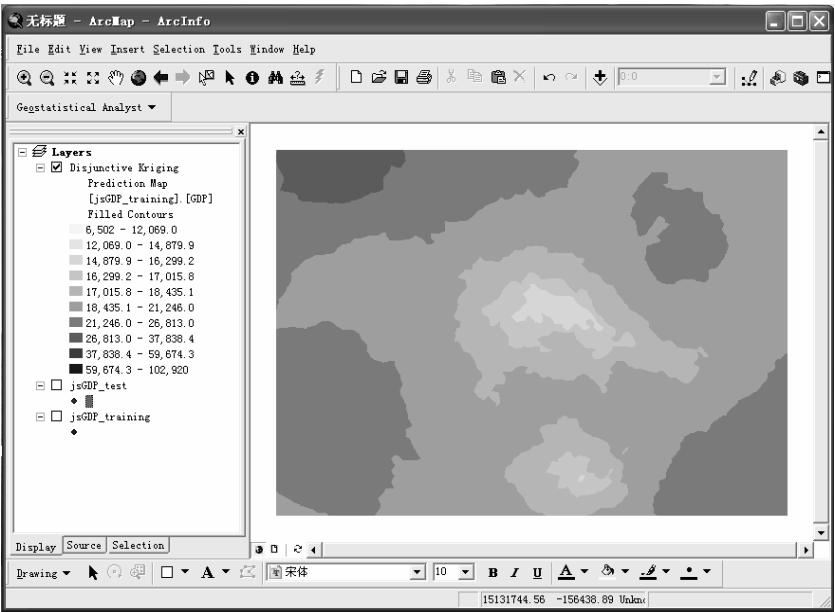 无标题 - ArcMap - ArcInfo
File Edit View Insert Selection Tools Window Help
0:0
Geostatistical Analyst
Layers
Disjunctive Kriging
Prediction Map
[jsGDP_training].[GDP]
Filled Contours
6,502 - 12,069.0
12,069.0 - 14,879.9
14,879.9 - 16,299.2
16,299.2 - 17,015.8
17,015.8 - 18,435.1
18,435.1 - 21,246.0
21,246.0 - 26,813.0
26,813.0 - 37,838.4
37,838.4 - 59,674.3
59,674.3 - 102,920
jsGDP_test
jsGDP_training
Display Source Selection
Drawing A 宋体 10 B I U A
15131744.56 -156438.89 Unkno